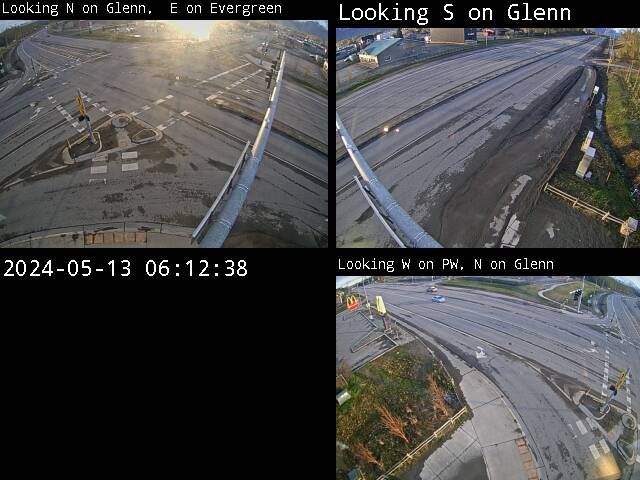 Looking N on Glenn, E on Evergreen
Looking S on Glenn
2024-05-13 06:12:38
Looking W on PW, N on Glenn